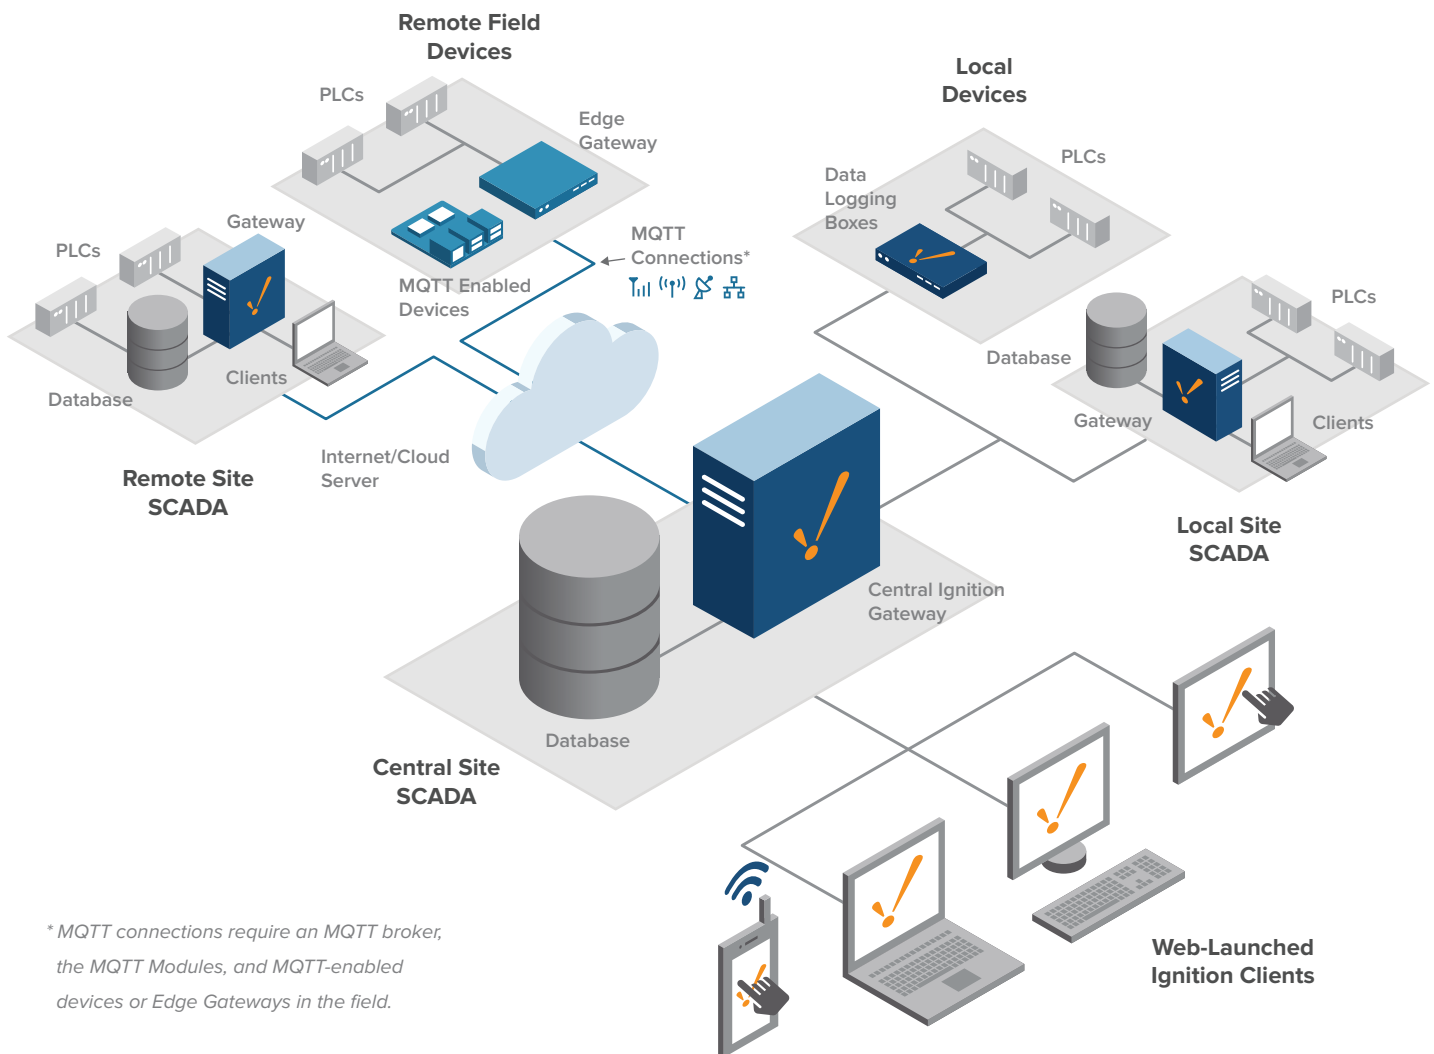 Remote Field
Devices
PLCs
Edge
Gateway
MQTT Enabled
Devices
MQTT
Connections*
Local
Devices
PLCs
Data
Logging
Boxes
Gateway
PLCs
Database
Clients
Remote Site
SCADA
Internet/Cloud
Server
PLCs
Database
Gateway
Clients
Local Site
SCADA
Central Ignition
Gateway
Database
Central Site
SCADA
Web-Launched
Ignition Clients
* MQTT connections require an MQTT broker,
the MQTT Modules, and MQTT-enabled
devices or Edge Gateways in the field.